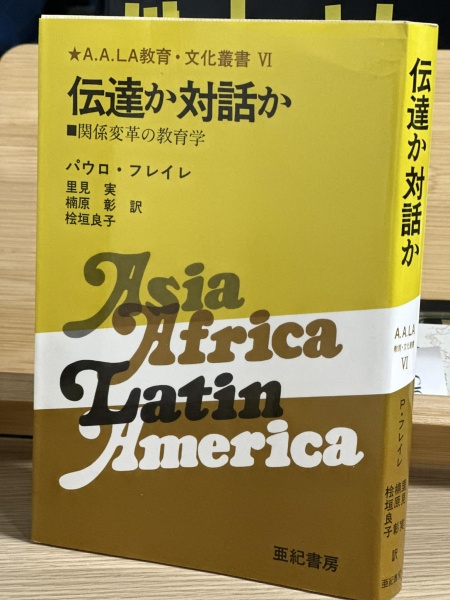 ★A.A.LA教育・文化叢書 Ⅵ
伝達か対話か
■関係変革の教育学
パウロ・フレイレ
里見 実
楠原 彰 訳
桧垣良子
Asia
Africa
Latin
America
亜紀書房
伝達か対話か
A.A.LA
教育・文化叢書
Ⅵ
P・フレイレ
里見 実
楠原 彰 訳
桧垣良子
亜紀書房